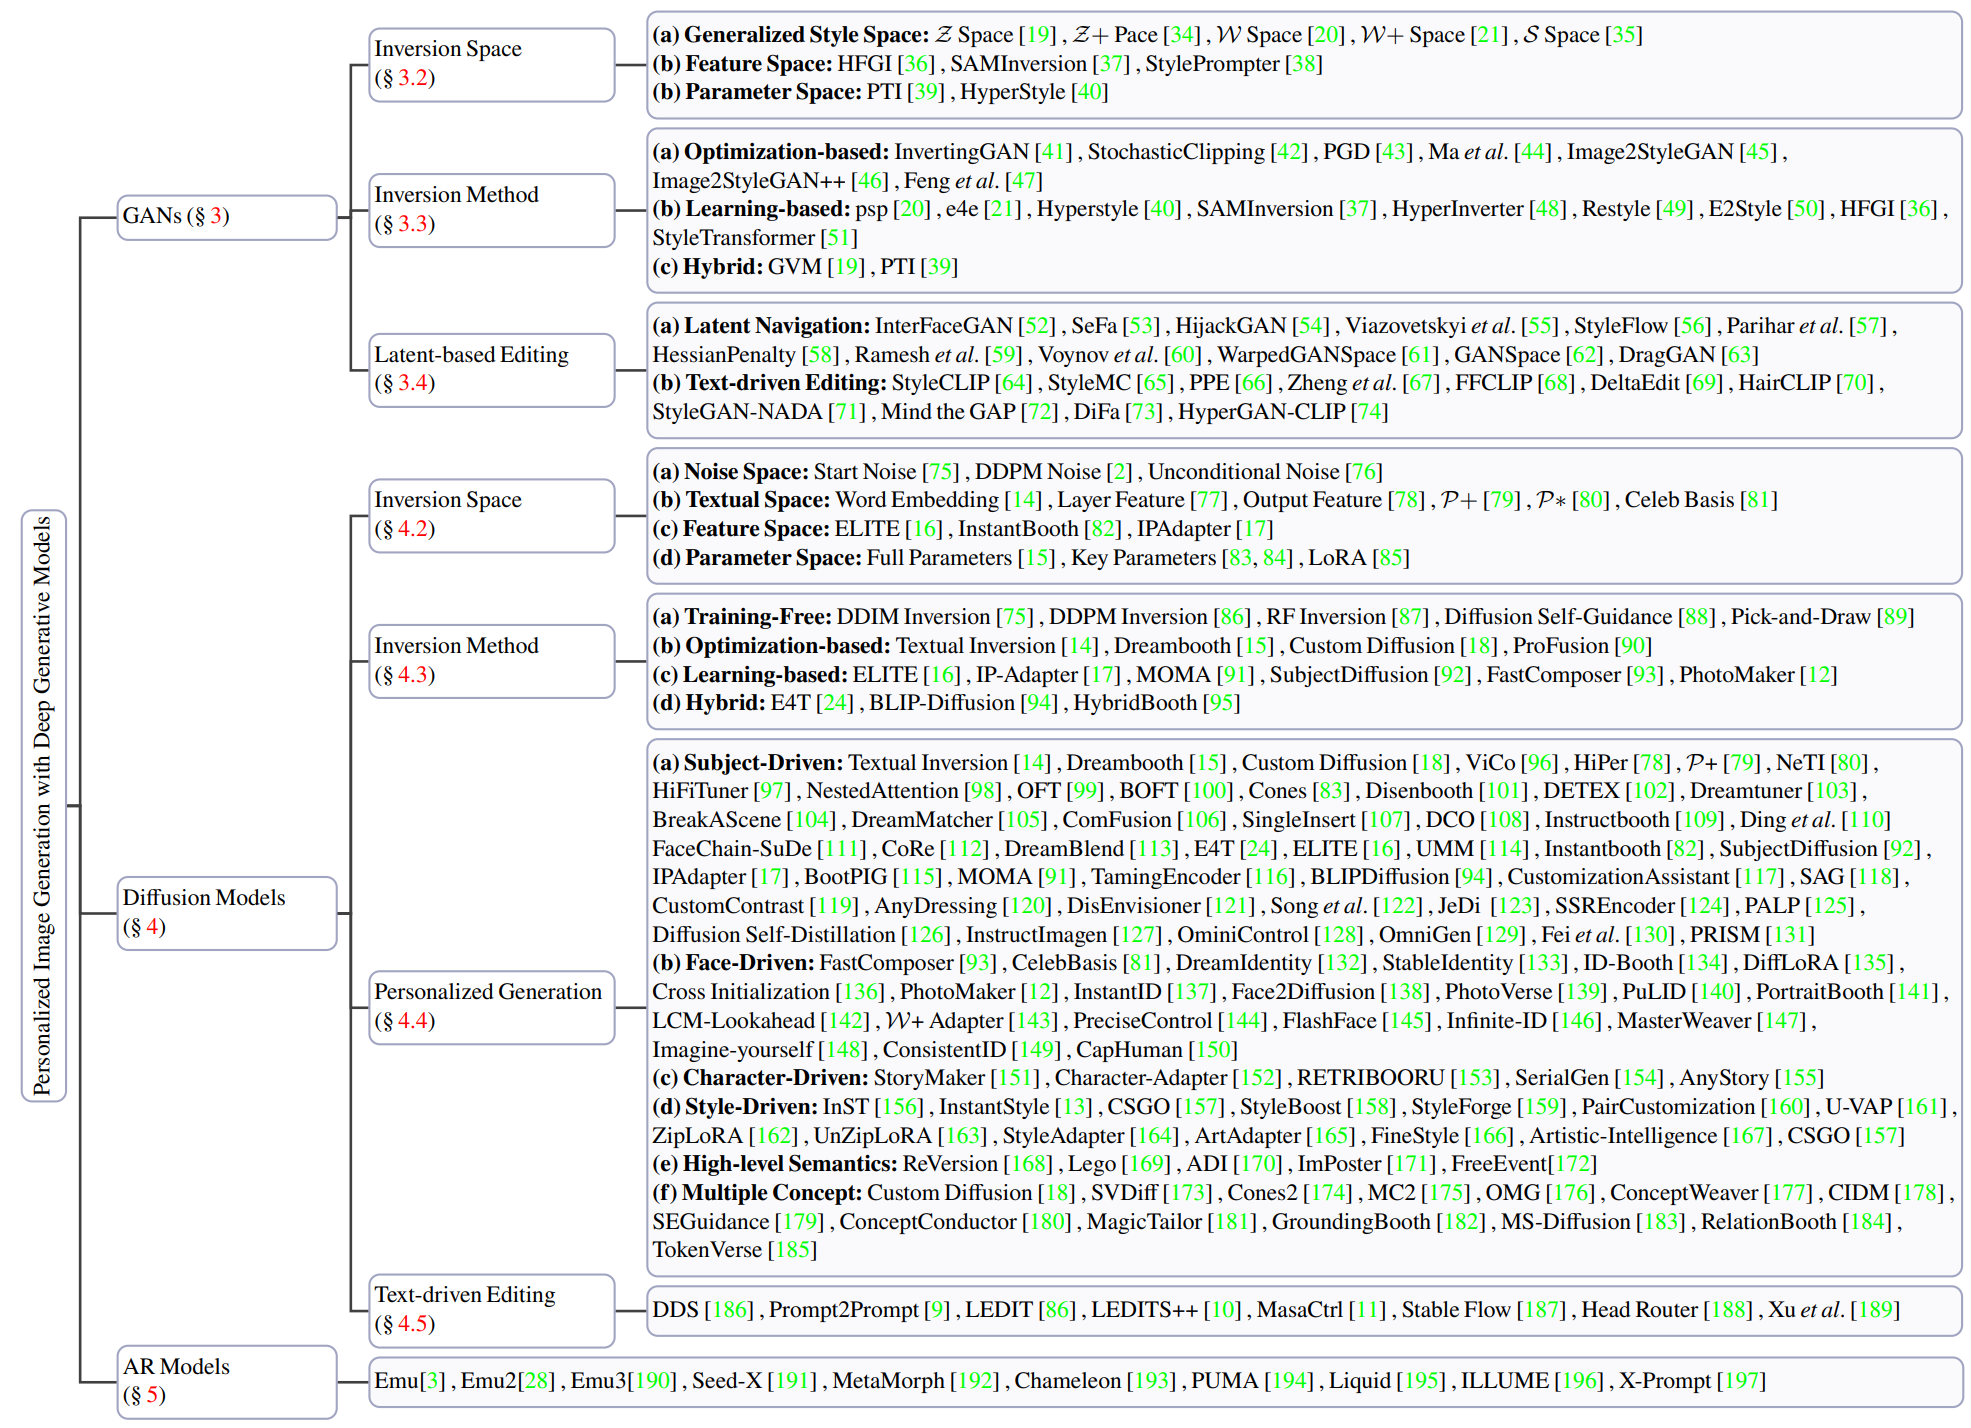 Personalized Image Generation with Deep Generative Models
GANs (§ 3)
Inversion Space
(§ 3.2)
(a) Generalized Style Space: 𝒵 Space [19] , 𝒵+ Pace [34] , 𝒲 Space [20] , 𝒲+ Space [21] , 𝒮 Space [35]
(b) Feature Space: HFGI [36] , SAMInversion [37] , StylePrompter [38]
(b) Parameter Space: PTI [39] , HyperStyle [40]
Inversion Method
(§ 3.3)
(a) Optimization-based: InvertingGAN [41] , StochasticClipping [42] , PGD [43] , Ma et al. [44] , Image2StyleGAN [45] ,
Image2StyleGAN++ [46] , Feng et al. [47]
(b) Learning-based: psp [20] , e4e [21] , Hyperstyle [40] , SAMInversion [37] , HyperInverter [48] , Restyle [49] , E2Style [50] , HFGI [36] ,
StyleTransformer [51]
(c) Hybrid: GVM [19] , PTI [39]
Latent-based Editing
(§ 3.4)
(a) Latent Navigation: InterFaceGAN [52] , SeFa [53] , HijackGAN [54] , Viazovetskyi et al. [55] , StyleFlow [56] , Parihar et al. [57] ,
HessianPenalty [58] , Ramesh et al. [59] , Voynov et al. [60] , WarpedGANSpace [61] , GANSpace [62] , DragGAN [63]
(b) Text-driven Editing: StyleCLIP [64] , StyleMC [65] , PPE [66] , Zheng et al. [67] , FFCLIP [68] , DeltaEdit [69] , HairCLIP [70] ,
StyleGAN-NADA [71] , Mind the GAP [72] , DiFa [73] , HyperGAN-CLIP [74]
Diffusion Models
(§ 4)
Inversion Space
(§ 4.2)
(a) Noise Space: Start Noise [75] , DDPM Noise [2] , Unconditional Noise [76]
(b) Textual Space: Word Embedding [14] , Layer Feature [77] , Output Feature [78] , 𝒫+ [79] , 𝒫∗ [80] , Celeb Basis [81]
(c) Feature Space: ELITE [16] , InstantBooth [82] , IPAdapter [17]
(d) Parameter Space: Full Parameters [15] , Key Parameters [83, 84] , LoRA [85]
Inversion Method
(§ 4.3)
(a) Training-Free: DDIM Inversion [75] , DDPM Inversion [86] , RF Inversion [87] , Diffusion Self-Guidance [88] , Pick-and-Draw [89]
(b) Optimization-based: Textual Inversion [14] , Dreambooth [15] , Custom Diffusion [18] , ProFusion [90]
(c) Learning-based: ELITE [16] , IP-Adapter [17] , MOMA [91] , SubjectDiffusion [92] , FastComposer [93] , PhotoMaker [12]
(d) Hybrid: E4T [24] , BLIP-Diffusion [94] , HybridBooth [95]
Personalized Generation
(§ 4.4)
(a) Subject-Driven: Textual Inversion [14] , Dreambooth [15] , Custom Diffusion [18] , ViCo [96] , HiPer [78] , 𝒫+ [79] , NeTI [80] ,
HiFiTuner [97] , NestedAttention [98] , OFT [99] , BOFT [100] , Cones [83] , Disenbooth [101] , DETEX [102] , Dreamtuner [103] ,
BreakAScene [104] , DreamMatcher [105] , ComFusion [106] , SingleInsert [107] , DCO [108] , Instructbooth [109] , Ding et al. [110]
FaceChain-SuDe [111] , CoRe [112] , DreamBlend [113] , E4T [24] , ELITE [16] , UMM [114] , Instantbooth [82] , SubjectDiffusion [92] ,
IPAdapter [17] , BootPIG [115] , MOMA [91] , TamingEncoder [116] , BLIPDiffusion [94] , CustomizationAssistant [117] , SAG [118] ,
CustomContrast [119] , AnyDressing [120] , DisEnvisioner [121] , Song et al. [122] , JeDi [123] , SSREncoder [124] , PALP [125] ,
Diffusion Self-Distillation [126] , InstructImagen [127] , OminiControl [128] , OmniGen [129] , Fei et al. [130] , PRISM [131]
(b) Face-Driven: FastComposer [93] , CelebBasis [81] , DreamIdentity [132] , StableIdentity [133] , ID-Booth [134] , DiffLoRA [135] ,
Cross Initialization [136] , PhotoMaker [12] , InstantID [137] , Face2Diffusion [138] , PhotoVerse [139] , PuLID [140] , PortraitBooth [141] ,
LCM-Lookahead [142] , 𝒲+ Adapter [143] , PreciseControl [144] , FlashFace [145] , Infinite-ID [146] , MasterWeaver [147] ,
Imagine-yourself [148] , ConsistentID [149] , CapHuman [150]
(c) Character-Driven: StoryMaker [151] , Character-Adapter [152] , RETRIBOORU [153] , SerialGen [154] , AnyStory [155]
(d) Style-Driven: InST [156] , InstantStyle [13] , CSGO [157] , StyleBoost [158] , StyleForge [159] , PairCustomization [160] , U-VAP [161] ,
ZipLoRA [162] , UnZipLoRA [163] , StyleAdapter [164] , ArtAdapter [165] , FineStyle [166] , Artistic-Intelligence [167] , CSGO [157]
(e) High-level Semantics: ReVersion [168] , Lego [169] , ADI [170] , ImPoster [171] , FreeEvent[172]
(f) Multiple Concept: Custom Diffusion [18] , SVDiff [173] , Cones2 [174] , MC2 [175] , OMG [176] , ConceptWeaver [177] , CIDM [178] ,
SEGuidance [179] , ConceptConductor [180] , MagicTailor [181] , GroundingBooth [182] , MS-Diffusion [183] , RelationBooth [184] ,
TokenVerse [185]
Text-driven Editing
(§ 4.5)
DDS [186] , Prompt2Prompt [9] , LEDIT [86] , LEDITS++ [10] , MasaCtrl [11] , Stable Flow [187] , Head Router [188] , Xu et al. [189]
AR Models
(§ 5)
Emu[3] , Emu2[28] , Emu3[190] , Seed-X [191] , MetaMorph [192] , Chameleon [193] , PUMA [194] , Liquid [195] , ILLUME [196] , X-Prompt [197]